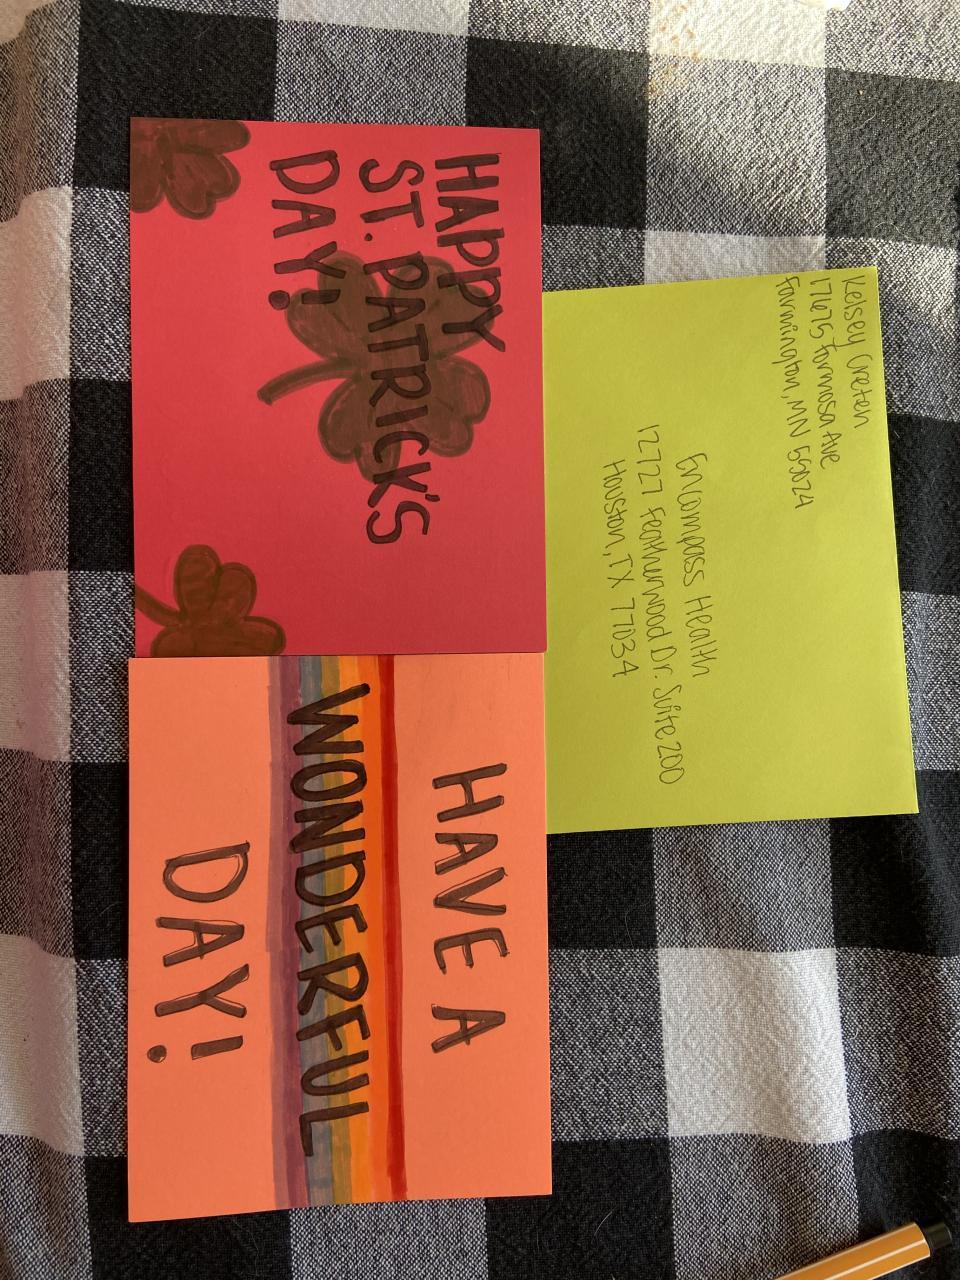 HAPPY
ST. PATRICK'S
DAY!
Kelsey Creten
17675 Formosa Ave
Farmington, MN 55024
Encompass Health
12727 Featherwood Dr. Suite 200
Houston, TX 77034
HAVE A
WONDERFUL
DAY!